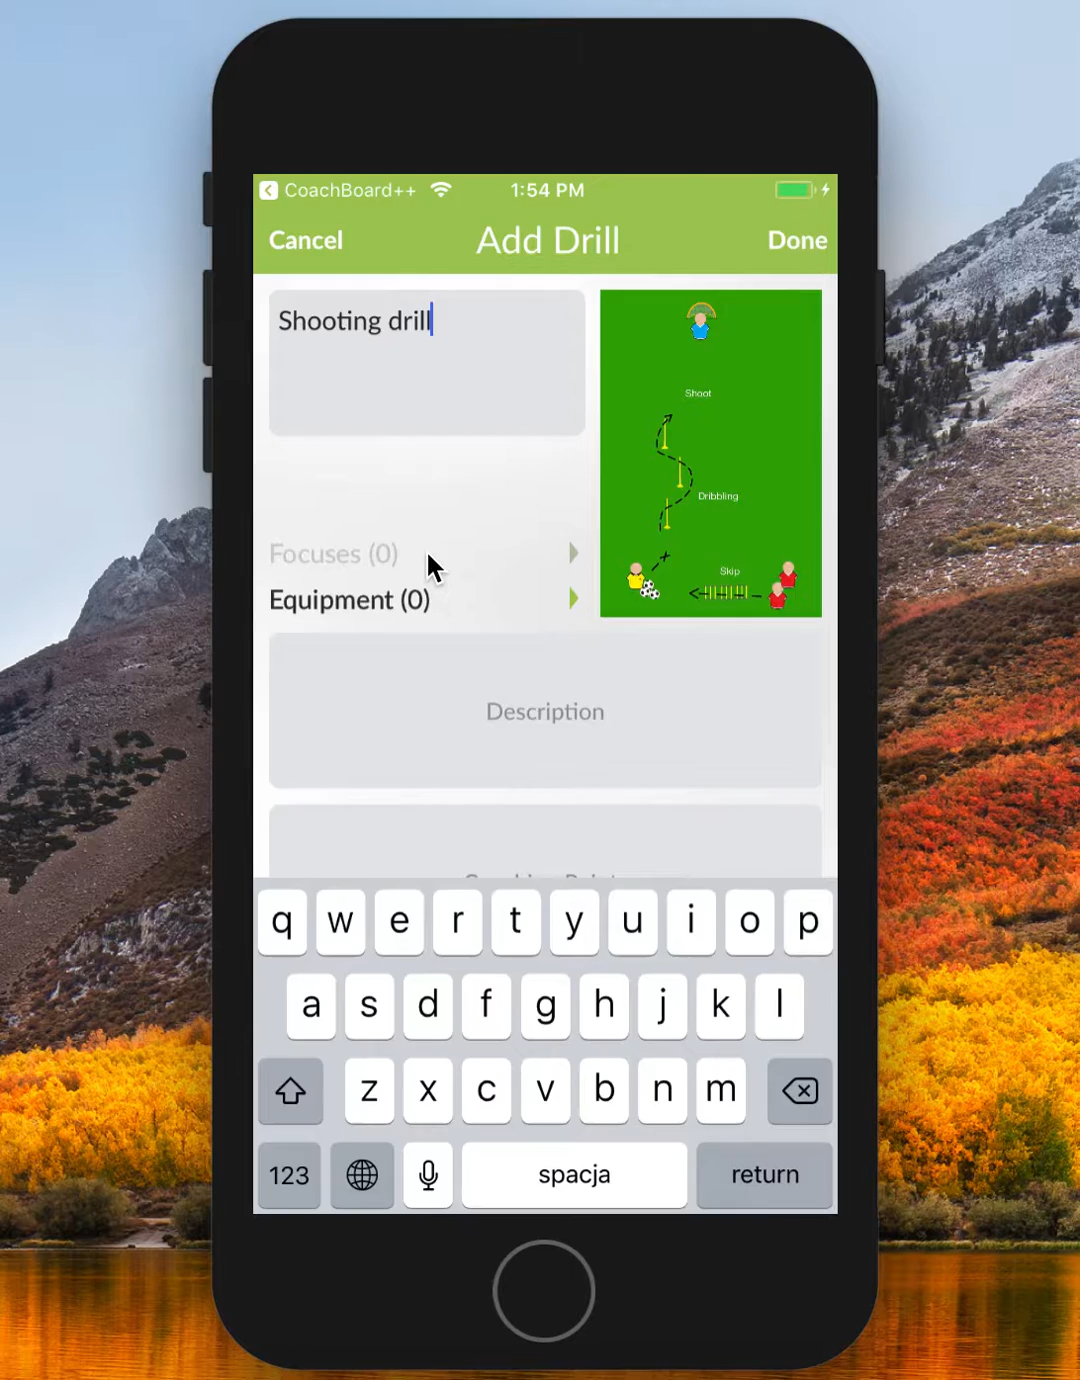 CoachBoard++ 1:54 PM
Cancel Add Drill Done
Shooting drill
Shoot
Dribbling
Skip
Focuses (0)
Equipment (0)
Description
q w e r t y u i o p
a s d f g h j k l
z x c v b n m
123 spacja return